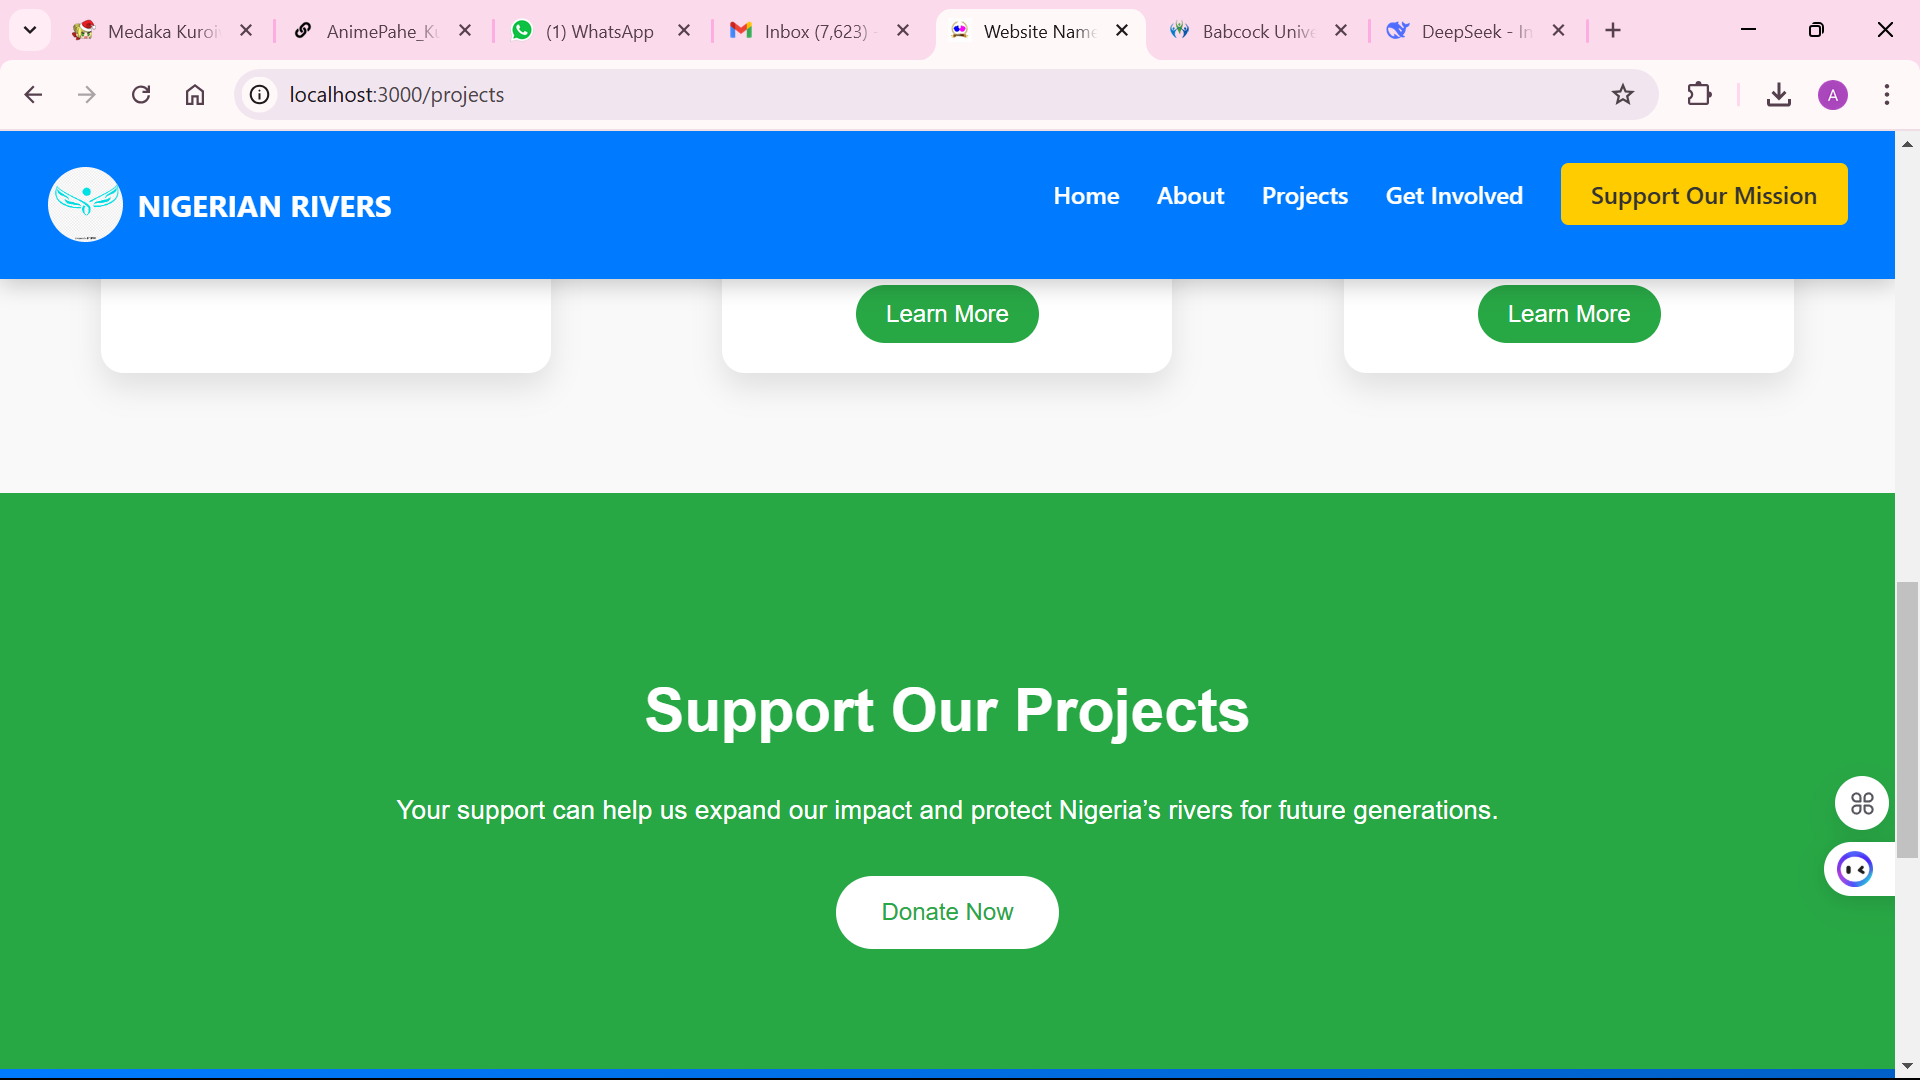 Medaka Kuroi
AnimePahe_Ku
(1) WhatsApp
Inbox (7,623) -
Website Name
Babcock Unive
DeepSeek - In
localhost:3000/projects
A
NIGERIAN RIVERS
Home
About
Projects
Get Involved
Support Our Mission
Learn More
Learn More
Support Our Projects
Your support can help us expand our impact and protect Nigeria’s rivers for future generations.
Donate Now